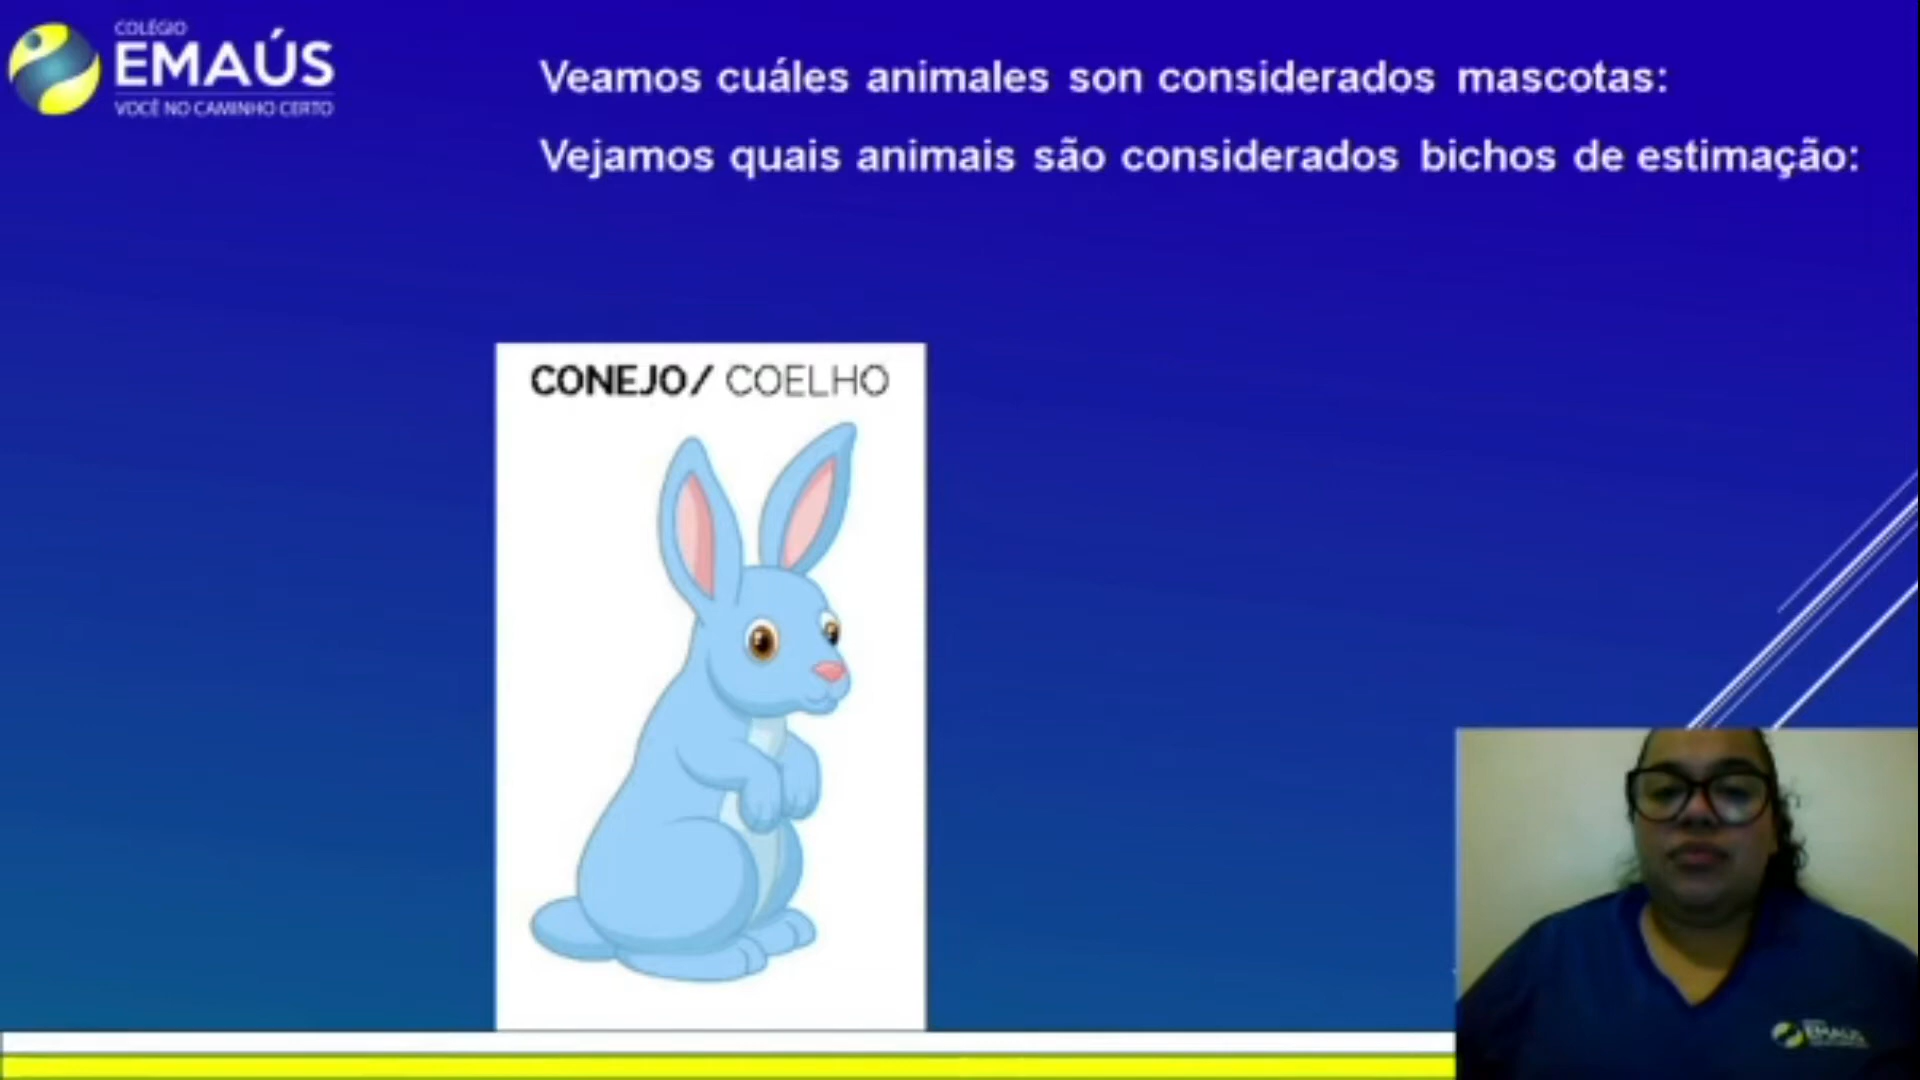 COLÉGIO
EMAÚS
VOCÊ NO CAMINHO CERTO
Veamos cuáles animales son considerados mascotas:
Vejamos quais animais são considerados bichos de estimação:
CONEJO/ COELHO
EMAÚS